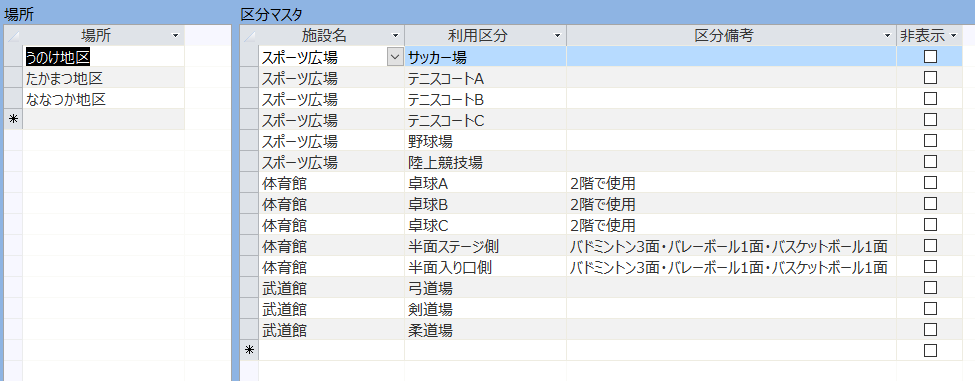 場所
場所
うのけ地区
たかまつ地区
ななつか地区
*
区分マスタ
施設名 利用区分 区分備考 非表示
スポーツ広場 サッカー場
スポーツ広場 テニスコートA
スポーツ広場 テニスコートB
スポーツ広場 テニスコートC
スポーツ広場 野球場
スポーツ広場 陸上競技場
体育館 卓球A 2階で使用
体育館 卓球B 2階で使用
体育館 卓球C 2階で使用
体育館 半面ステージ側 バドミントン3面・バレーボール1面・バスケットボール1面
体育館 半面入り口側 バドミントン3面・バレーボール1面・バスケットボール1面
武道館 弓道場
武道館 剣道場
武道館 柔道場
*